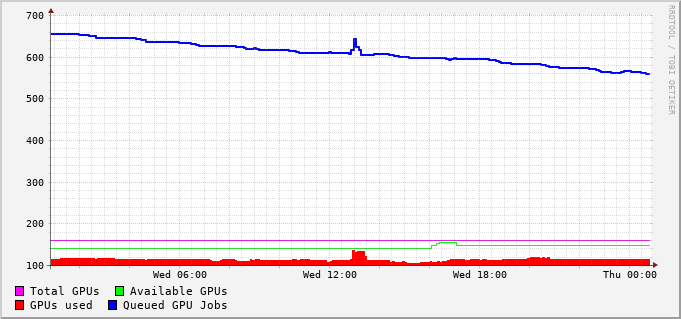 700
600
500
400
300
200
100
Wed 06:00 Wed 12:00 Wed 18:00 Thu 00:00
Total GPUs Available GPUs
GPUs used Queued GPU Jobs
RRDTOOL / TOBI OETIKER